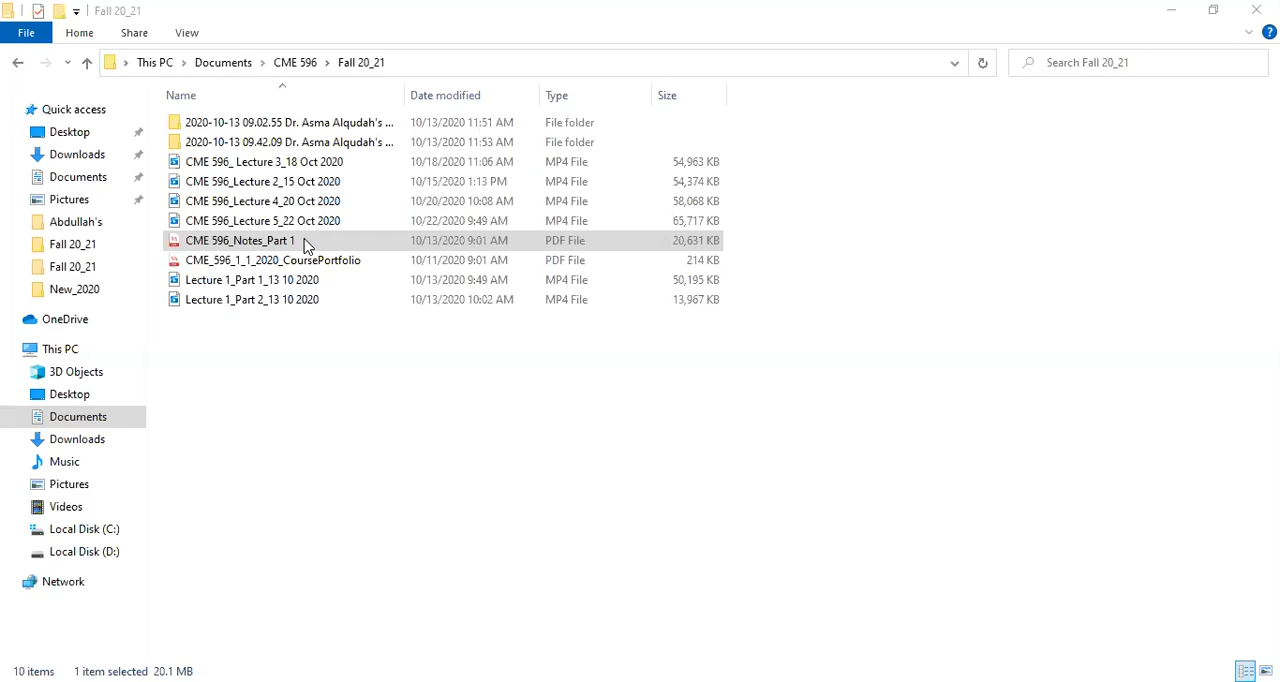 Fall 20_21
File Home Share View
This PC > Documents > CME 596 > Fall 20_21 Search Fall 20_21
Name Date modified Type Size
2020-10-13 09.02.55 Dr. Asma Alqudah's ... 10/13/2020 11:51 AM File folder
2020-10-13 09.42.09 Dr. Asma Alqudah's ... 10/13/2020 11:53 AM File folder
CME 596_ Lecture 3_18 Oct 2020 10/18/2020 11:06 AM MP4 File 54,963 KB
CME 596_Lecture 2_15 Oct 2020 10/15/2020 1:13 PM MP4 File 54,374 KB
CME 596_Lecture 4_20 Oct 2020 10/20/2020 10:08 AM MP4 File 58,068 KB
CME 596_Lecture 5_22 Oct 2020 10/22/2020 9:49 AM MP4 File 65,717 KB
CME 596_Notes_Part 1 10/13/2020 9:01 AM PDF File 20,631 KB
CME_596_1_1_2020_CoursePortfolio 10/11/2020 9:01 AM PDF File 214 KB
Lecture 1_Part 1_13 10 2020 10/13/2020 9:49 AM MP4 File 50,195 KB
Lecture 1_Part 2_13 10 2020 10/13/2020 10:02 AM MP4 File 13,967 KB
Quick access
Desktop
Downloads
Documents
Pictures
Abdullah's
Fall 20_21
Fall 20_21
New_2020
OneDrive
This PC
3D Objects
Desktop
Documents
Downloads
Music
Pictures
Videos
Local Disk (C:)
Local Disk (D:)
Network
10 items 1 item selected 20.1 MB